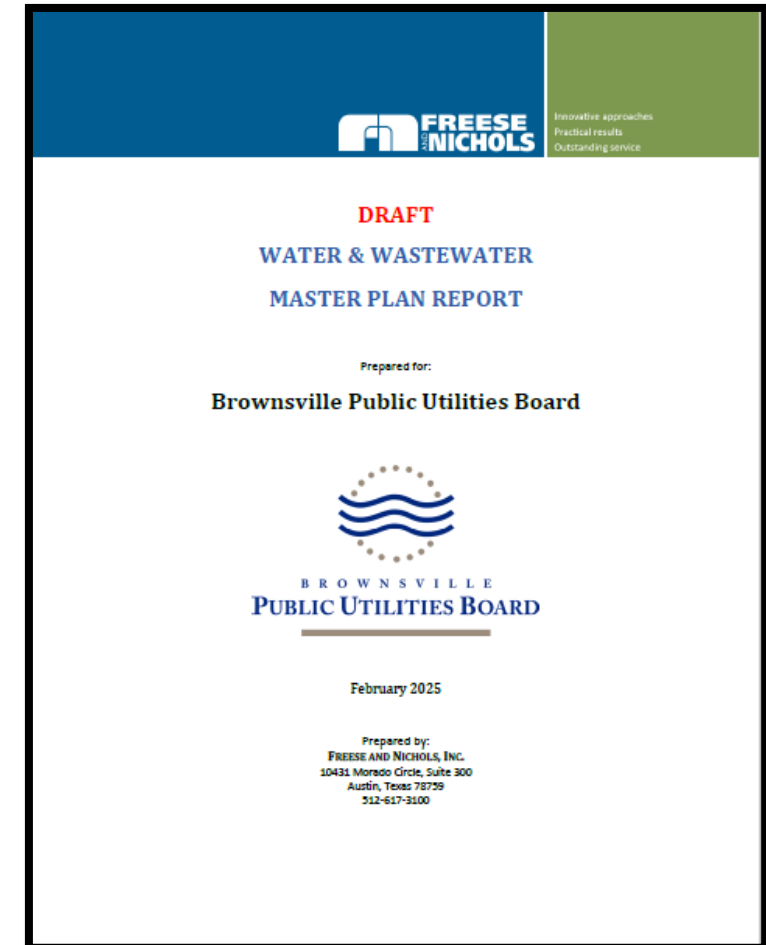 FREESE
AND NICHOLS
Innovative approaches
Practical results
Outstanding service
DRAFT
WATER & WASTEWATER
MASTER PLAN REPORT
Prepared for:
Brownsville Public Utilities Board
BROWNSVILLE
PUBLIC UTILITIES BOARD
February 2025
Prepared by:
FREESE AND NICHOLS, INC.
10431 Morado Circle, Suite 300
Austin, Texas 78759
512-617-3100